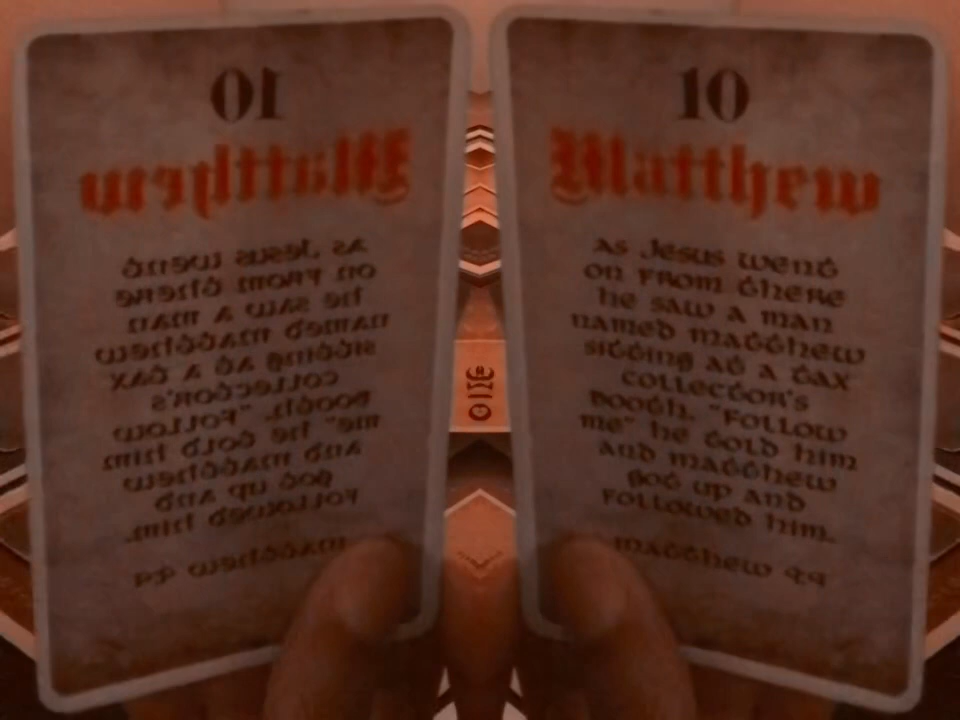 10
Matthew
As Jesus went
on from there
he saw a man
named Matthew
sitting at a tax
collector's
booth. "Follow
me" he told him
and Matthew
got up and
followed him.
Matthew 9:9